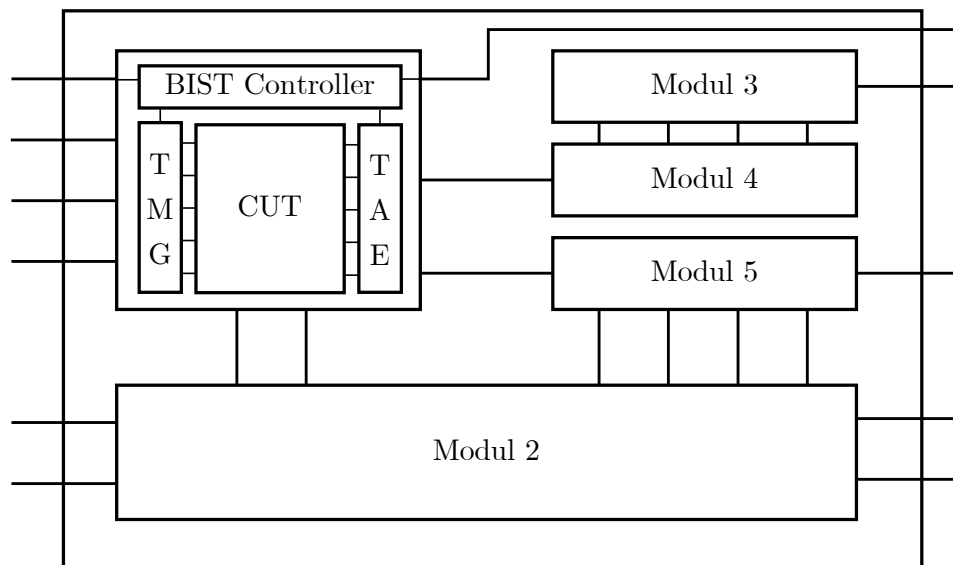 BIST Controller
T
M
G
CUT
T
A
E
Modul 3
Modul 4
Modul 5
Modul 2